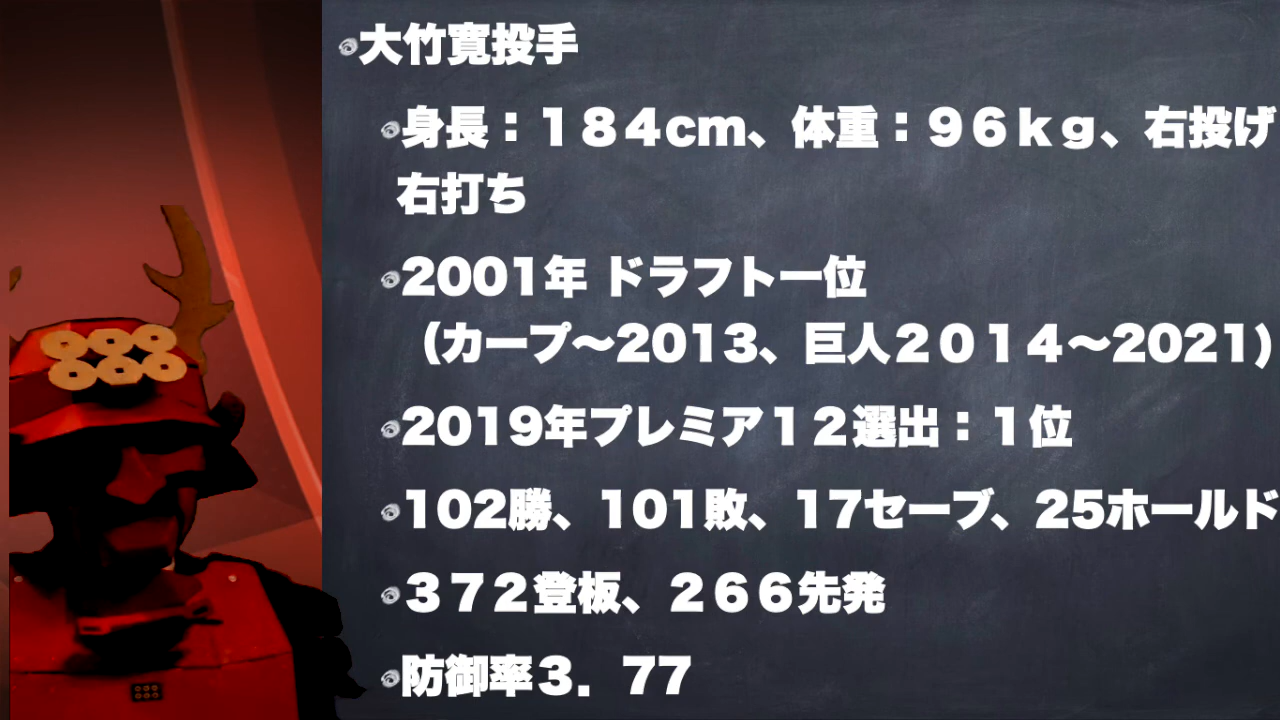 大竹寛投手
身長：１８４cm、体重：９６ｋｇ、右投げ
右打ち
2001年 ドラフト一位
（カープ〜2013、巨人２０１４〜2021）
2019年プレミア１２選出：１位
102勝、101敗、17セーブ、25ホールド
３７２登板、２６６先発
防御率３．77